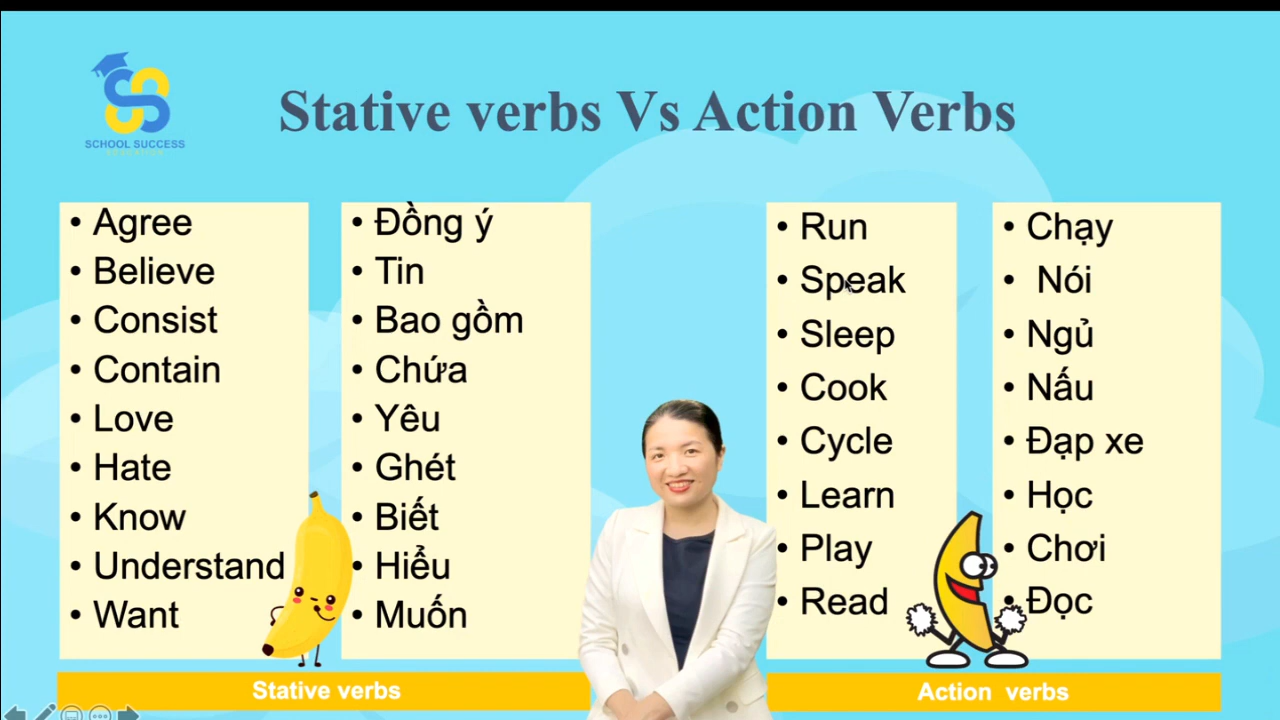 SCHOOL SUCCESS
Stative verbs Vs Action Verbs
• Agree
• Believe
• Consist
• Contain
• Love
• Hate
• Know
• Understand
• Want
• Đồng ý
• Tin
• Bao gồm
• Chứa
• Yêu
• Ghét
• Biết
• Hiểu
• Muốn
Stative verbs
• Run
• Speak
• Sleep
• Cook
• Cycle
• Learn
• Play
• Read
• Chạy
• Nói
• Ngủ
• Nấu
• Đạp xe
• Học
• Chơi
• Đọc
Action verbs